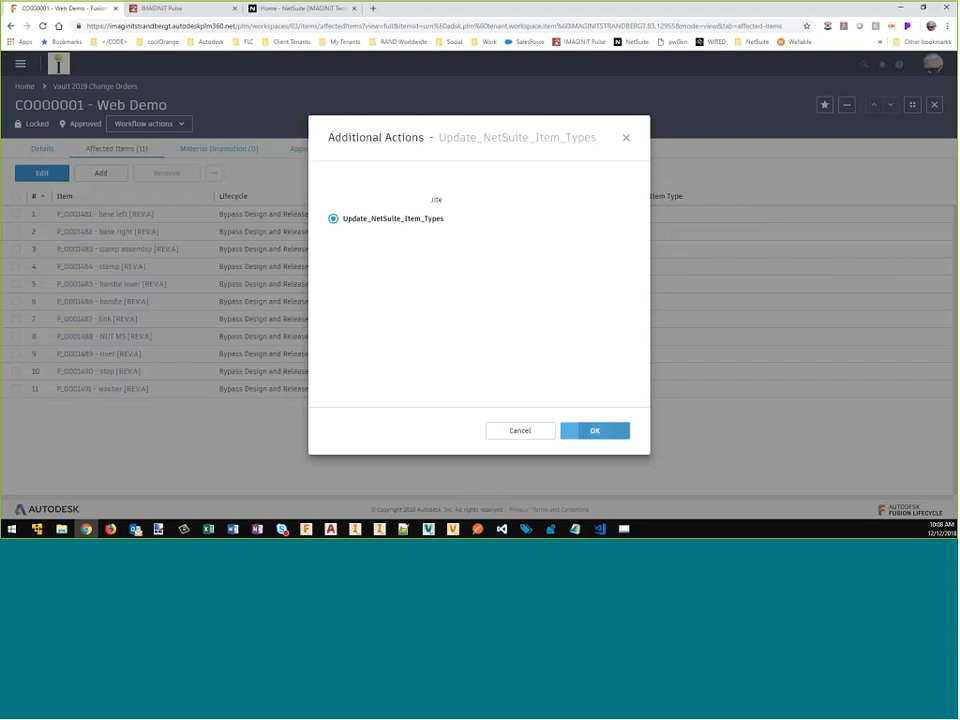 CO000001 - Web Demo - Fusion
IMAGINiT Pulse
Home - NetSuite (IMAGINiT Tec
https://imaginitstrandbergt.autodeskplm360.net/plm/workspaces/83/items/affectedItems?view=full&itemid=urn%60adsk,plm%60tenant,workspace,item%60IMAGINITSTRANDBERGT,83,12955&mode=view&tab=affected-items
Apps
Bookmarks
</CODE>
coolOrange
Autodesk
FLC
Client Tenants
My Tenants
RAND Worldwide
Social
Work
SalesForce
IMAGINiT Pulse
NetSuite
pwGen
WIRED
NetSuite
Wefable
Other bookmarks
Home > Vault 2019 Change Orders
CO000001 - Web Demo
Locked
Approved
Workflow actions
Details
Affected Items (11)
Material Disposition (0)
Edit
Add
Remove
#
Item
Lifecycle
Item Type
1 P_0001481 - base left [REV:A] Bypass Design and Release
2 P_0001482 - base right [REV:A] Bypass Design and Release
3 P_0001483 - clamp assembly [REV:A] Bypass Design and Release
4 P_0001484 - clamp [REV:A] Bypass Design and Release
5 P_0001485 - handle lever [REV:A] Bypass Design and Release
6 P_0001486 - handle [REV:A] Bypass Design and Release
7 P_0001487 - link [REV:A] Bypass Design and Release
8 P_0001488 - NUT M5 [REV:A] Bypass Design and Release
9 P_0001489 - rivet [REV:A] Bypass Design and Release
10 P_0001490 - stop [REV:A] Bypass Design and Release
11 P_0001491 - washer [REV:A] Bypass Design and Release
Additional Actions - Update_NetSuite_Item_Types
Update_NetSuite_Item_Types
Cancel
OK
AUTODESK
© Copyright 2018 Autodesk, Inc. All rights reserved. Privacy Terms and Conditions
AUTODESK
FUSION LIFECYCLE
10:08 AM
12/12/2018